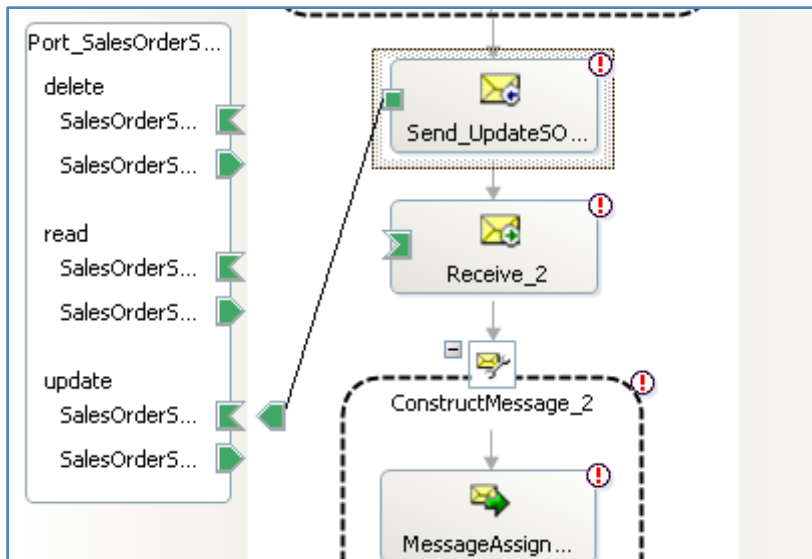 Port_SalesOrderS...
delete
SalesOrderS...
SalesOrderS...
read
SalesOrderS...
SalesOrderS...
update
SalesOrderS...
SalesOrderS...
Send_UpdateSO...
Receive_2
ConstructMessage_2
MessageAssign...